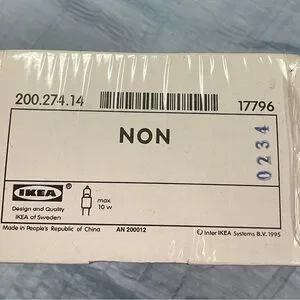 200.274.14 17796
NON
0234
IKEA®
Design and Quality
IKEA of Sweden
max
10 w
Made in People's Republic of China AN 200012 © Inter IKEA Systems B.V. 1995